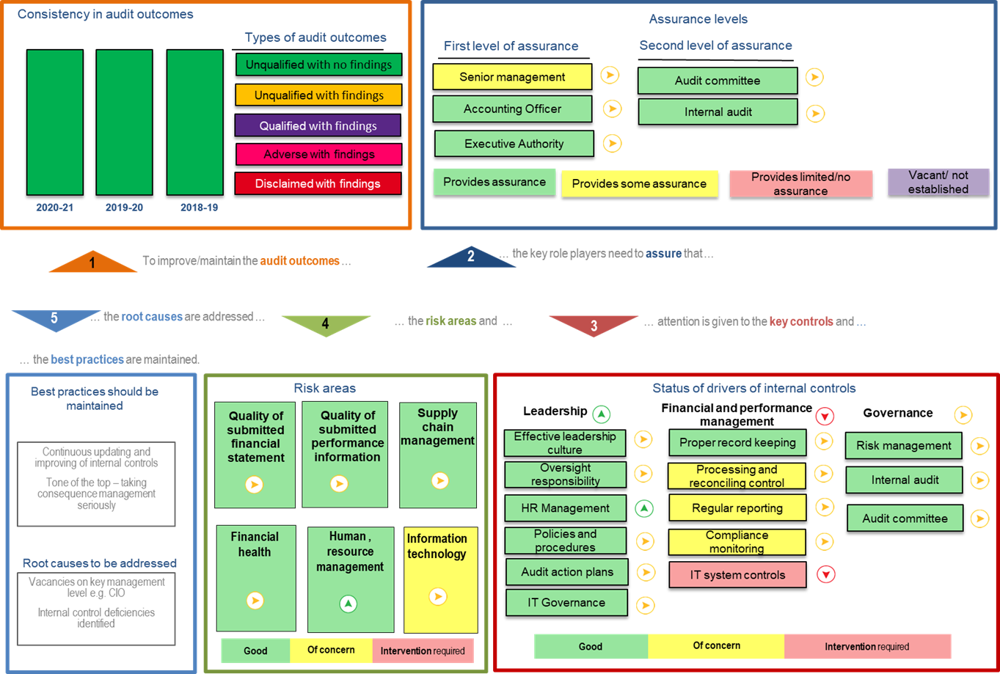 Consistency in audit outcomes
Types of audit outcomes
Unqualified with no findings
Unqualified with findings
Qualified with findings
Adverse with findings
Disclaimed with findings
2020-21
2019-20
2018-19
Assurance levels
First level of assurance
Senior management
Accounting Officer
Executive Authority
Second level of assurance
Audit committee
Internal audit
Provides assurance
Provides some assurance
Provides limited/no
assurance
Vacant/ not
established
1
To improve/maintain the audit outcomes …
2
… the key role players need to assure that …
5
… the root causes are addressed …
4
… the risk areas and …
3
… attention is given to the key controls and …
… the best practices are maintained.
Best practices should be
maintained
Continuous updating and
improving of internal controls
Tone of the top – taking
consequence management
seriously
Root causes to be addressed
Vacancies on key management
level e.g. CIO
Internal control deficiencies
identified
Risk areas
Quality of
submitted
financial
statement
Quality of
submitted
performance
information
Supply
chain
management
Financial
health
Human ,
resource
management
Information
technology
Good
Of concern
Intervention required
Status of drivers of internal controls
Leadership
Effective leadership
culture
Oversight
responsibility
HR Management
Policies and
procedures
Audit action plans
IT Governance
Financial and performance
management
Proper record keeping
Processing and
reconciling control
Regular reporting
Compliance
monitoring
IT system controls
Governance
Risk management
Internal audit
Audit committee
Good
Of concern
Intervention required